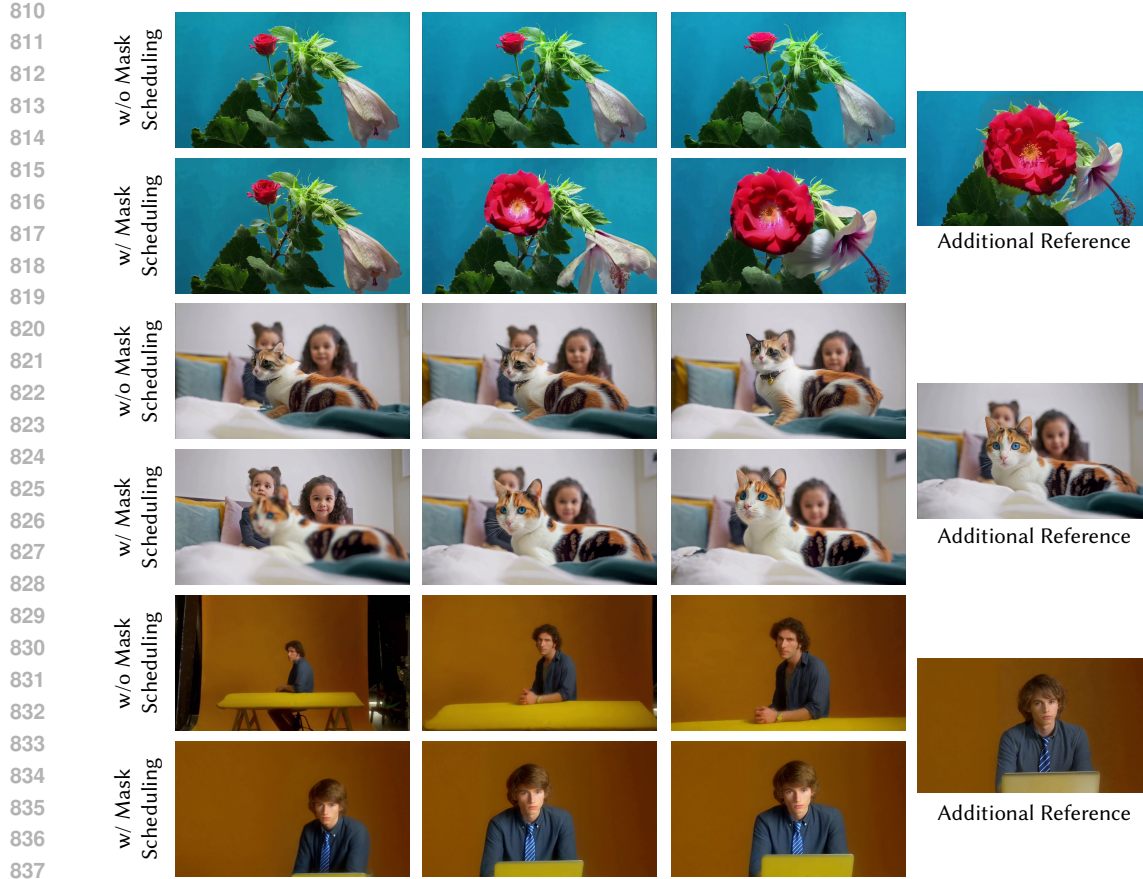 810
811
812
813
814
815
816
817
818
819
820
821
822
823
824
825
826
827
828
829
830
831
832
833
834
835
836
837
w/o Mask
Scheduling
w/ Mask
Scheduling
Additional Reference
w/o Mask
Scheduling
w/ Mask
Scheduling
Additional Reference
w/o Mask
Scheduling
w/ Mask
Scheduling
Additional Reference